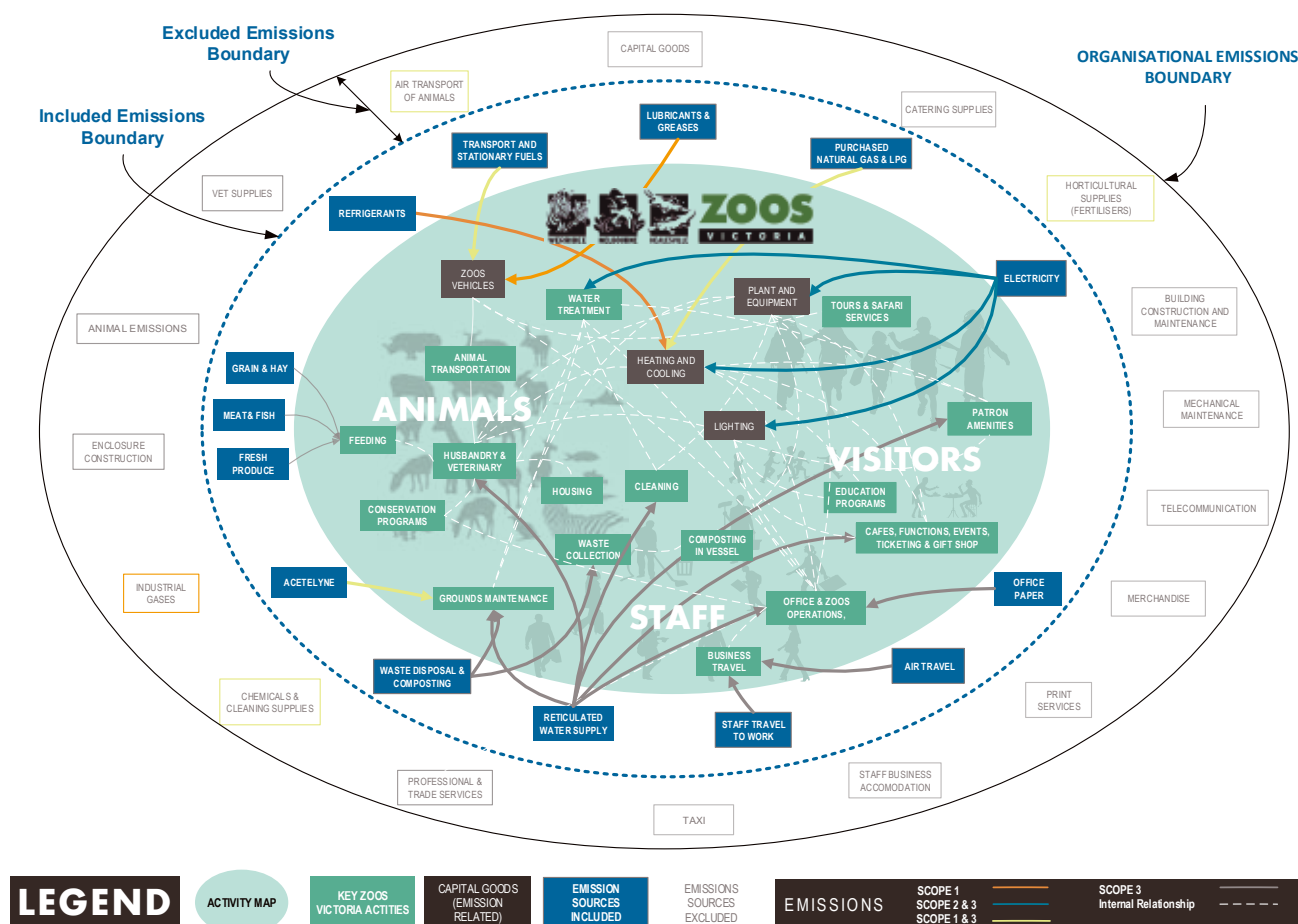 Excluded Emissions
Boundary
CAPITAL GOODS
ORGANISATIONAL EMISSIONS
BOUNDARY
AIR TRANSPORT
OF ANIMALS
Included Emissions
Boundary
LUBRICANTS &
GREASES
CATERING SUPPLIES
TRANSPORT AND
STATIONARY FUELS
PURCHASED
NATURAL GAS & LPG
VET SUPPLIES
HORTICULTURAL
SUPPLIES
(FERTILISERS)
REFRIGERANTS
WERRIBEE
MELBOURNE
HEALESVILLE
ZOOS
VICTORIA
ZOOS
VEHICLES
PLANT AND
EQUIPMENT
ELECTRICITY
WATER
TREATMENT
TOURS & SAFARI
SERVICES
BUILDING
CONSTRUCTION AND
MAINTENANCE
ANIMAL EMISSIONS
ANIMAL
TRANSPORTATION
HEATING AND
COOLING
GRAIN & HAY
ANIMALS
MEAT& FISH
LIGHTING
PATRON
AMENITIES
MECHANICAL
MAINTENANCE
FEEDING
ENCLOSURE
CONSTRUCTION
FRESH
PRODUCE
HUSBANDRY &
VETERINARY
VISITORS
HOUSING
CLEANING
EDUCATION
PROGRAMS
CONSERVATION
PROGRAMS
TELECOMMUNICATION
WASTE
COLLECTION
COMPOSTING
IN VESSEL
CAFES, FUNCTIONS, EVENTS,
TICKETING & GIFT SHOP
INDUSTRIAL
GASES
ACETELYNE
GROUNDS MAINTENANCE
STAFF
OFFICE & ZOOS
OPERATIONS,
OFFICE
PAPER
MERCHANDISE
BUSINESS
TRAVEL
AIR TRAVEL
WASTE DISPOSAL &
COMPOSTING
CHEMICALS &
CLEANING SUPPLIES
RETICULATED
WATER SUPPLY
STAFF TRAVEL
TO WORK
PRINT
SERVICES
PROFESSIONAL &
TRADE SERVICES
STAFF BUSINESS
ACCOMODATION
TAXI
LEGEND
ACTIVITY MAP
KEY ZOOS
VICTORIA ACTITIES
CAPITAL GOODS
(EMISSION
RELATED)
EMISSION
SOURCES
INCLUDED
EMISSIONS
SOURCES
EXCLUDED
EMISSIONS
SCOPE 1
SCOPE 2 & 3
SCOPE 1 & 3
SCOPE 3
Internal Relationship